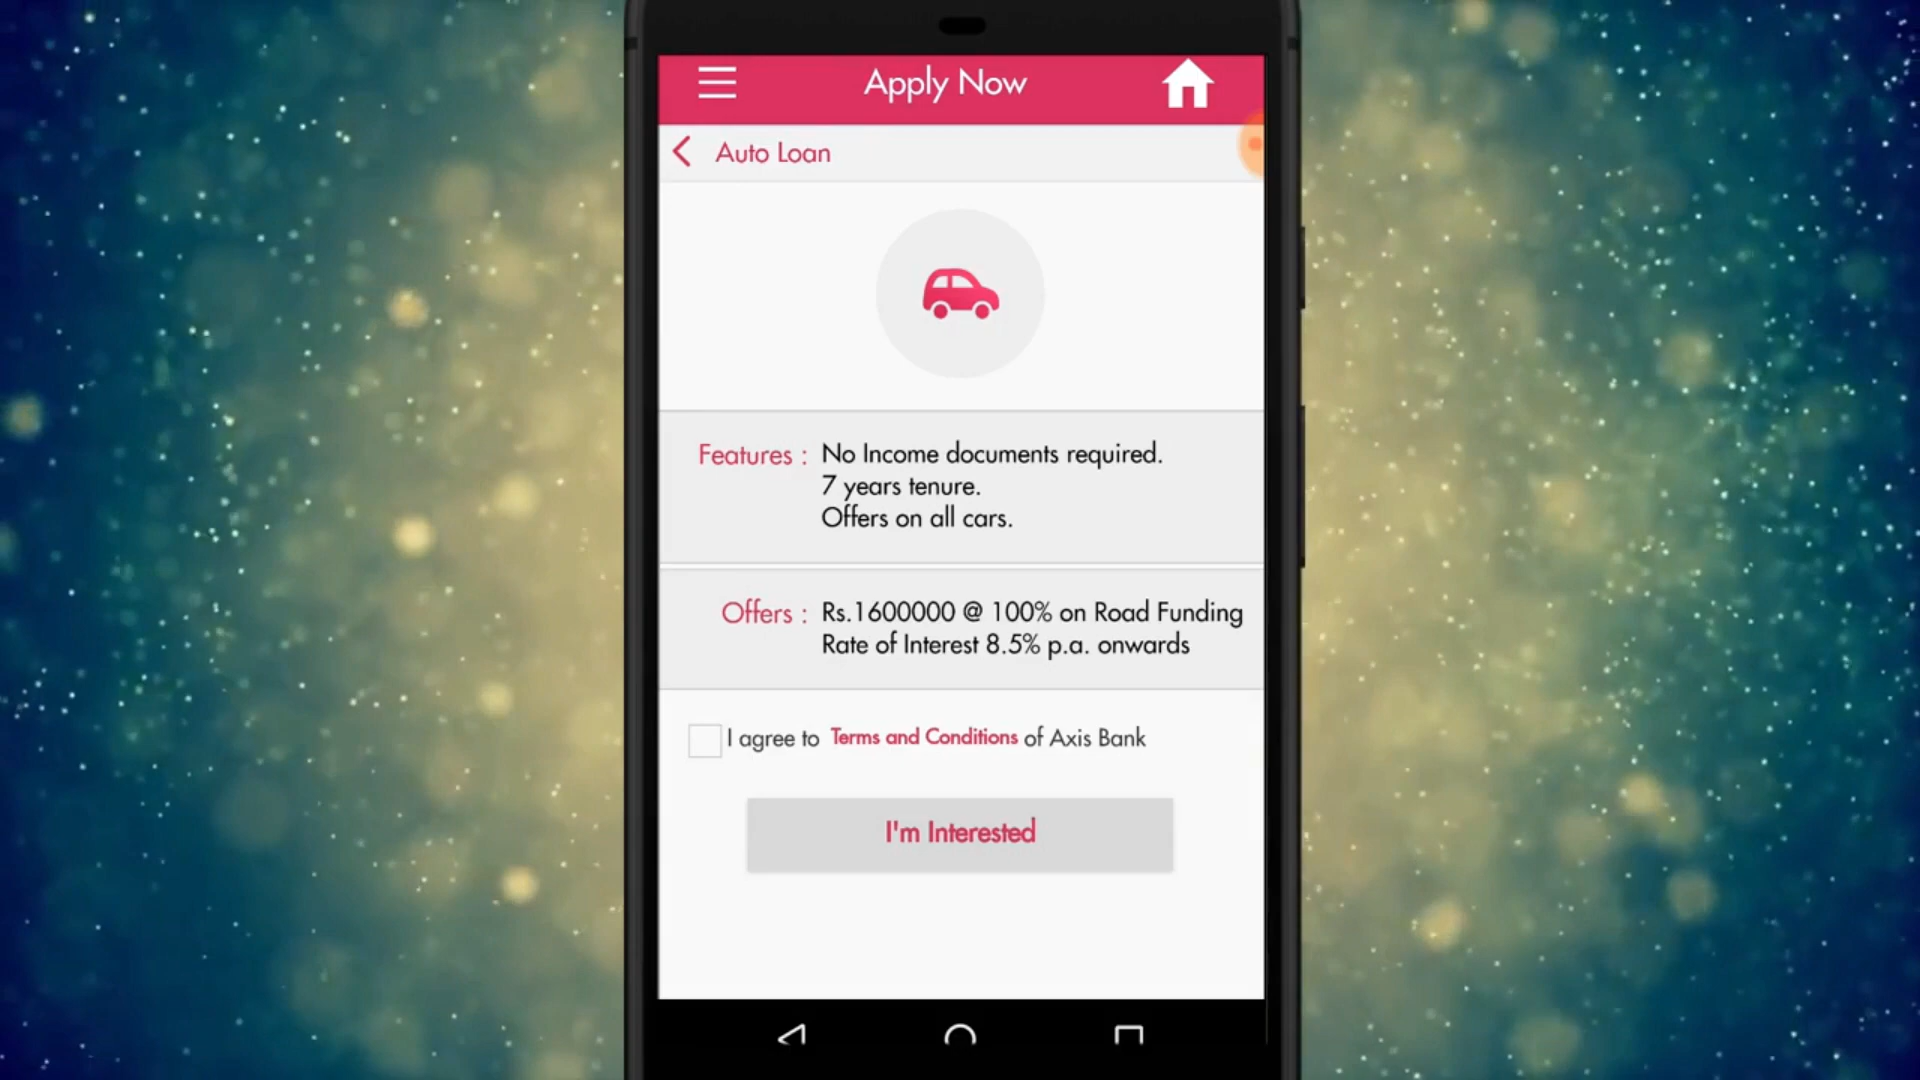 Apply Now
Auto Loan
Features : No Income documents required.
7 years tenure.
Offers on all cars.
Offers : Rs.1600000 @ 100% on Road Funding
Rate of Interest 8.5% p.a. onwards
I agree to Terms and Conditions of Axis Bank
I'm Interested